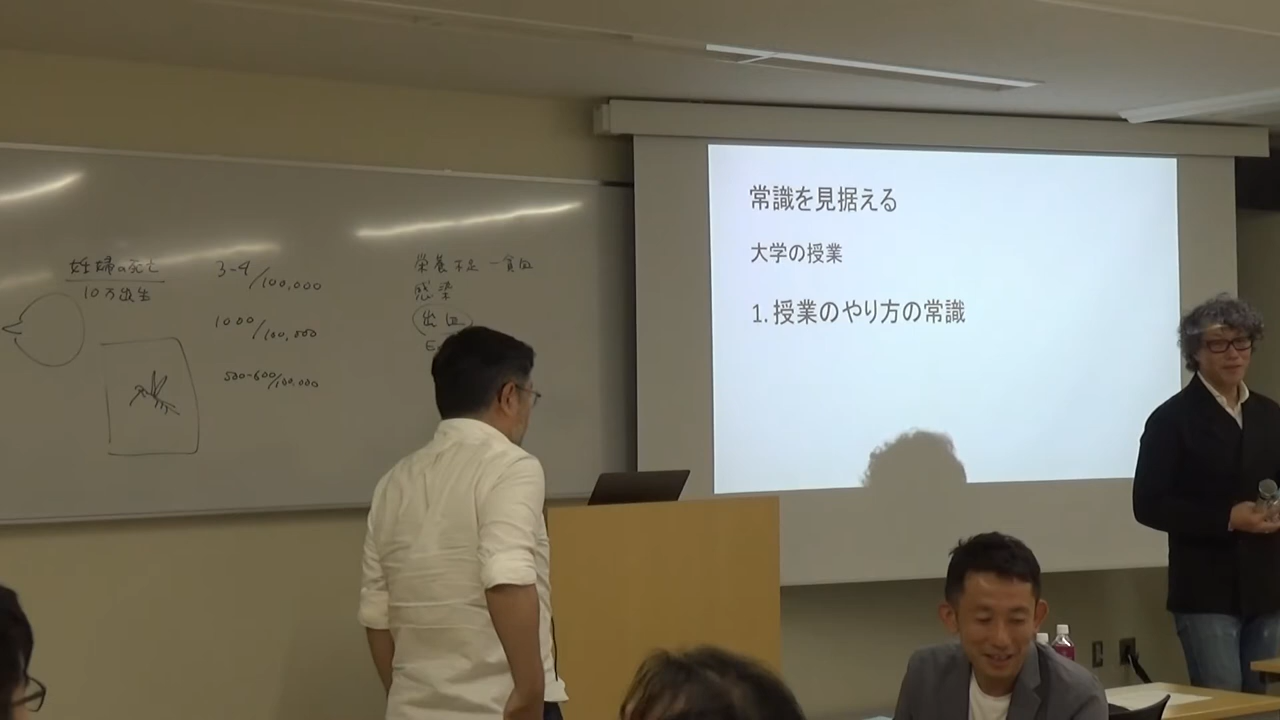 妊婦の死亡
10万出生
3-4/100,000
1000/100,000
500-600/100,000
栄養不足 - 貧血
感染
出血
常識を見据える
大学の授業
1. 授業のやり方の常識